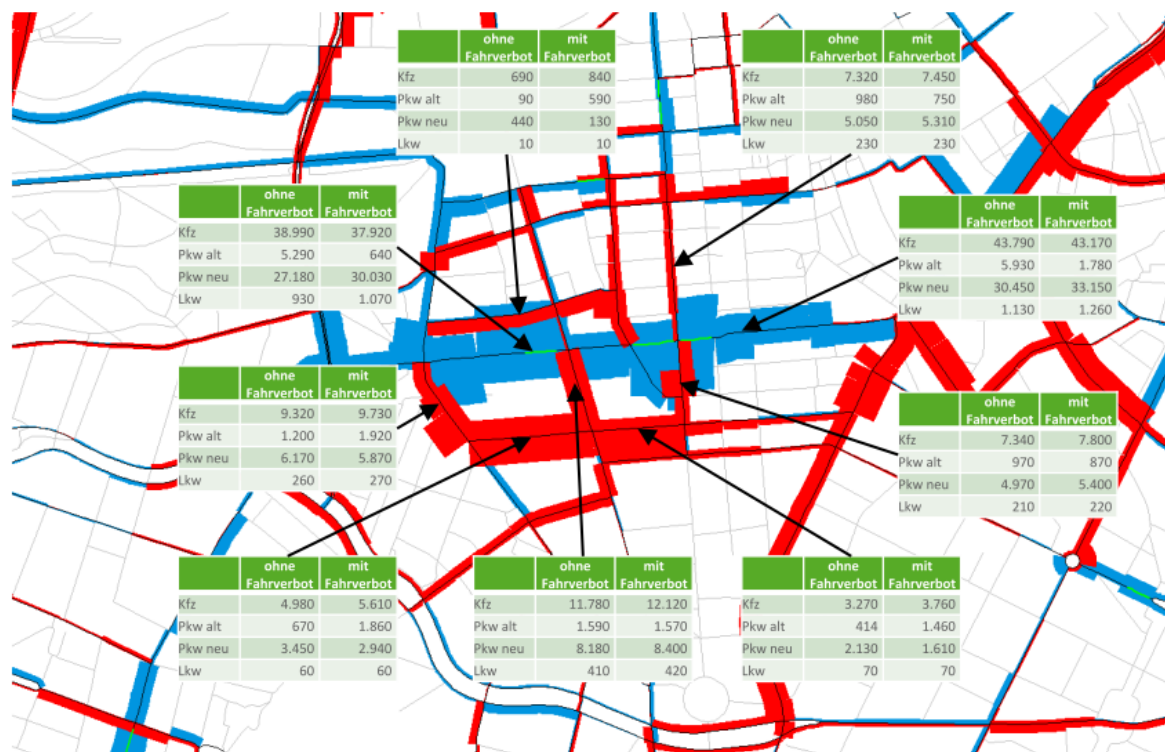 ohne Fahrverbot mit Fahrverbot
Kfz 690 840
Pkw alt 90 590
Pkw neu 440 130
Lkw 10 10
ohne Fahrverbot mit Fahrverbot
Kfz 7.320 7.450
Pkw alt 980 750
Pkw neu 5.050 5.310
Lkw 230 230
ohne Fahrverbot mit Fahrverbot
Kfz 38.990 37.920
Pkw alt 5.290 640
Pkw neu 27.180 30.030
Lkw 930 1.070
ohne Fahrverbot mit Fahrverbot
Kfz 43.790 43.170
Pkw alt 5.930 1.780
Pkw neu 30.450 33.150
Lkw 1.130 1.260
ohne Fahrverbot mit Fahrverbot
Kfz 9.320 9.730
Pkw alt 1.200 1.920
Pkw neu 6.170 5.870
Lkw 260 270
ohne Fahrverbot mit Fahrverbot
Kfz 7.340 7.800
Pkw alt 970 870
Pkw neu 4.970 5.400
Lkw 210 220
ohne Fahrverbot mit Fahrverbot
Kfz 4.980 5.610
Pkw alt 670 1.860
Pkw neu 3.450 2.940
Lkw 60 60
ohne Fahrverbot mit Fahrverbot
Kfz 11.780 12.120
Pkw alt 1.590 1.570
Pkw neu 8.180 8.400
Lkw 410 420
ohne Fahrverbot mit Fahrverbot
Kfz 3.270 3.760
Pkw alt 414 1.460
Pkw neu 2.130 1.610
Lkw 70 70